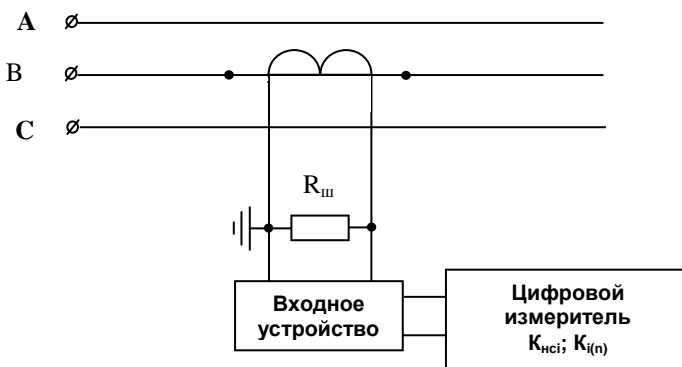 A
B
C
Rш
Входное
устройство
Цифровой
измеритель
Kнсi; Ki(n)